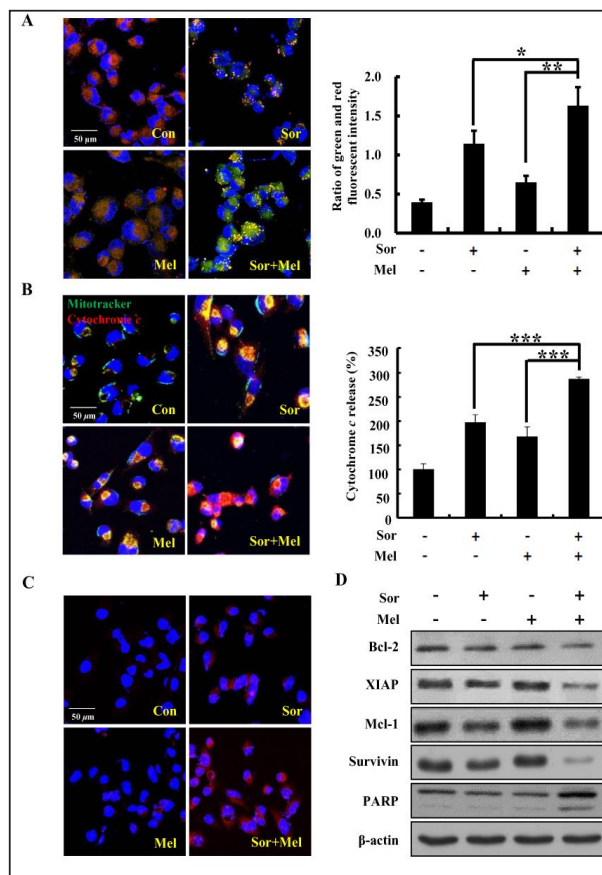 A
Con
50 µm
Sor
Mel
Sor+Mel
Ratio of green and red
fluorescent intensity
2.0
1.5
1.0
0.5
0.0
*
**
Sor - + - +
Mel - - + +
B
Mitotracker
Cytochrome c
Con
50 µm
Sor
Mel
Sor+Mel
Cytochrome c release (%)
350
300
250
200
150
100
50
0
***
***
Sor - + - +
Mel - - + +
C
Con
50 µm
Sor
Mel
Sor+Mel
D
Sor - + - +
Mel - - + +
Bcl-2
XIAP
Mcl-1
Survivin
PARP
β-actin